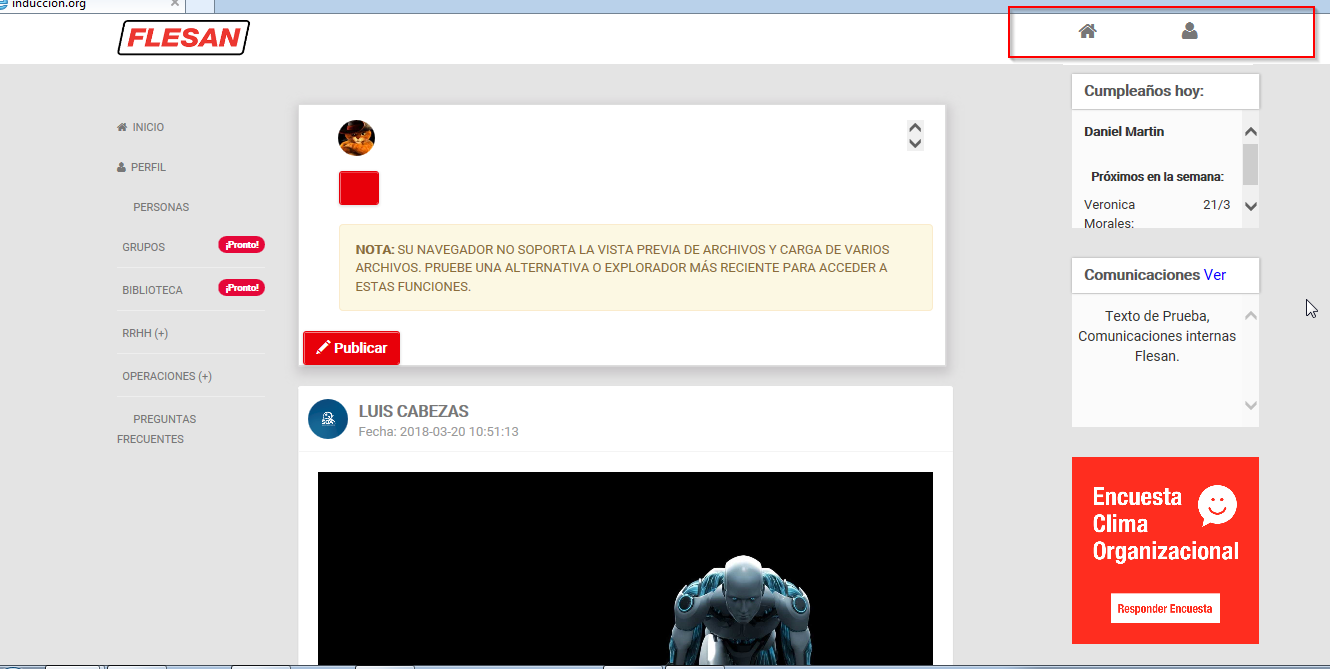 induccion.org
FLESAN
INICIO
PERFIL
PERSONAS
GRUPOS
¡Pronto!
BIBLIOTECA
¡Pronto!
RRHH (+)
OPERACIONES (+)
PREGUNTAS
FRECUENTES
NOTA: SU NAVEGADOR NO SOPORTA LA VISTA PREVIA DE ARCHIVOS Y CARGA DE VARIOS
ARCHIVOS. PRUEBE UNA ALTERNATIVA O EXPLORADOR MÁS RECIENTE PARA ACCEDER A
ESTAS FUNCIONES.
Publicar
LUIS CABEZAS
Fecha: 2018-03-20 10:51:13
Cumpleaños hoy:
Daniel Martin
Próximos en la semana:
Veronica 21/3
Morales:
Comunicaciones Ver
Texto de Prueba,
Comunicaciones internas
Flesan.
Encuesta
Clima
Organizacional
Responder Encuesta